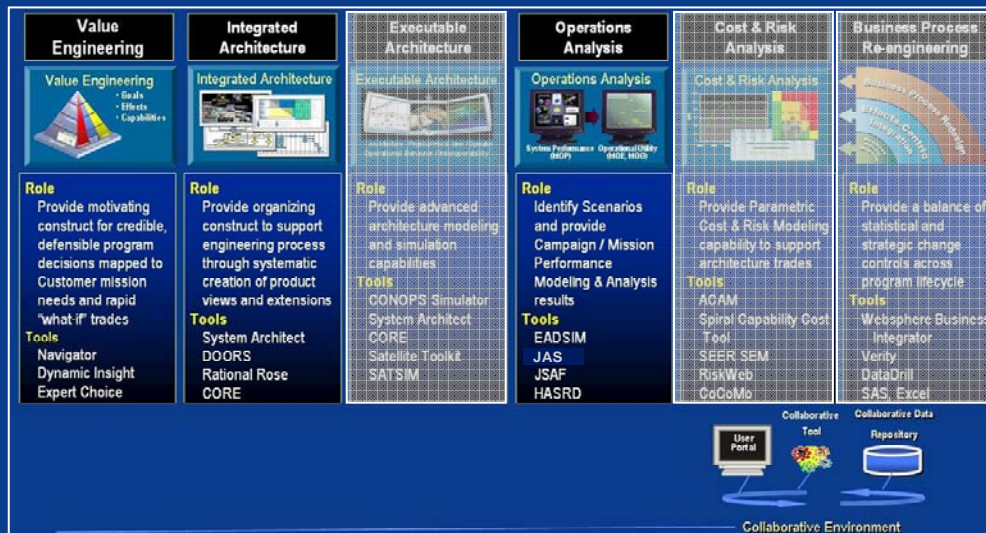 Value
Engineering
Value Engineering
• Goals
• Effects
• Capabilities
Role
Provide motivating
construct for credible,
defensible program
decisions mapped to
Customer mission
needs and rapid
"what-if" trades
Tools
Navigator
Dynamic Insight
Expert Choice
Integrated
Architecture
Integrated Architecture
Role
Provide organizing
construct to support
engineering process
through systematic
creation of product
views and extensions
Tools
System Architect
DOORS
Rational Rose
CORE
Executable
Architecture
Executable Architecture
Role
Provide advanced
architecture modeling
and simulation
capabilities
Tools
CONOPS Simulator
System Architect
CORE
Satellite Toolkit
SATSIM
Operations
Analysis
Operations Analysis
System Performance
(MOP)
Operational Utility
(MOE, MOO)
Role
Identify Scenarios
and provide
Campaign / Mission
Performance
Modeling & Analysis
results
Tools
EADSIM
JAS
JSAF
HASRD
Cost & Risk
Analysis
Cost & Risk Analysis
$
Role
Provide Parametric
Cost & Risk Modeling
capability to support
architecture trades
Tools
ACAM
Spiral Capability Cost
Tool
SEER SEM
RiskWeb
CoCoMo
Business Process
Re-engineering
Business Process Redesign
Effects-Centric
Integration
Role
Provide a balance of
statistical and
strategic change
controls across
program lifecycle
Tools
Websphere Business
Integrator
Verity
DataDrill
SAS, Excel
User
Portal
Collaborative
Tool
Collaborative Data
Repository
Collaborative Environment